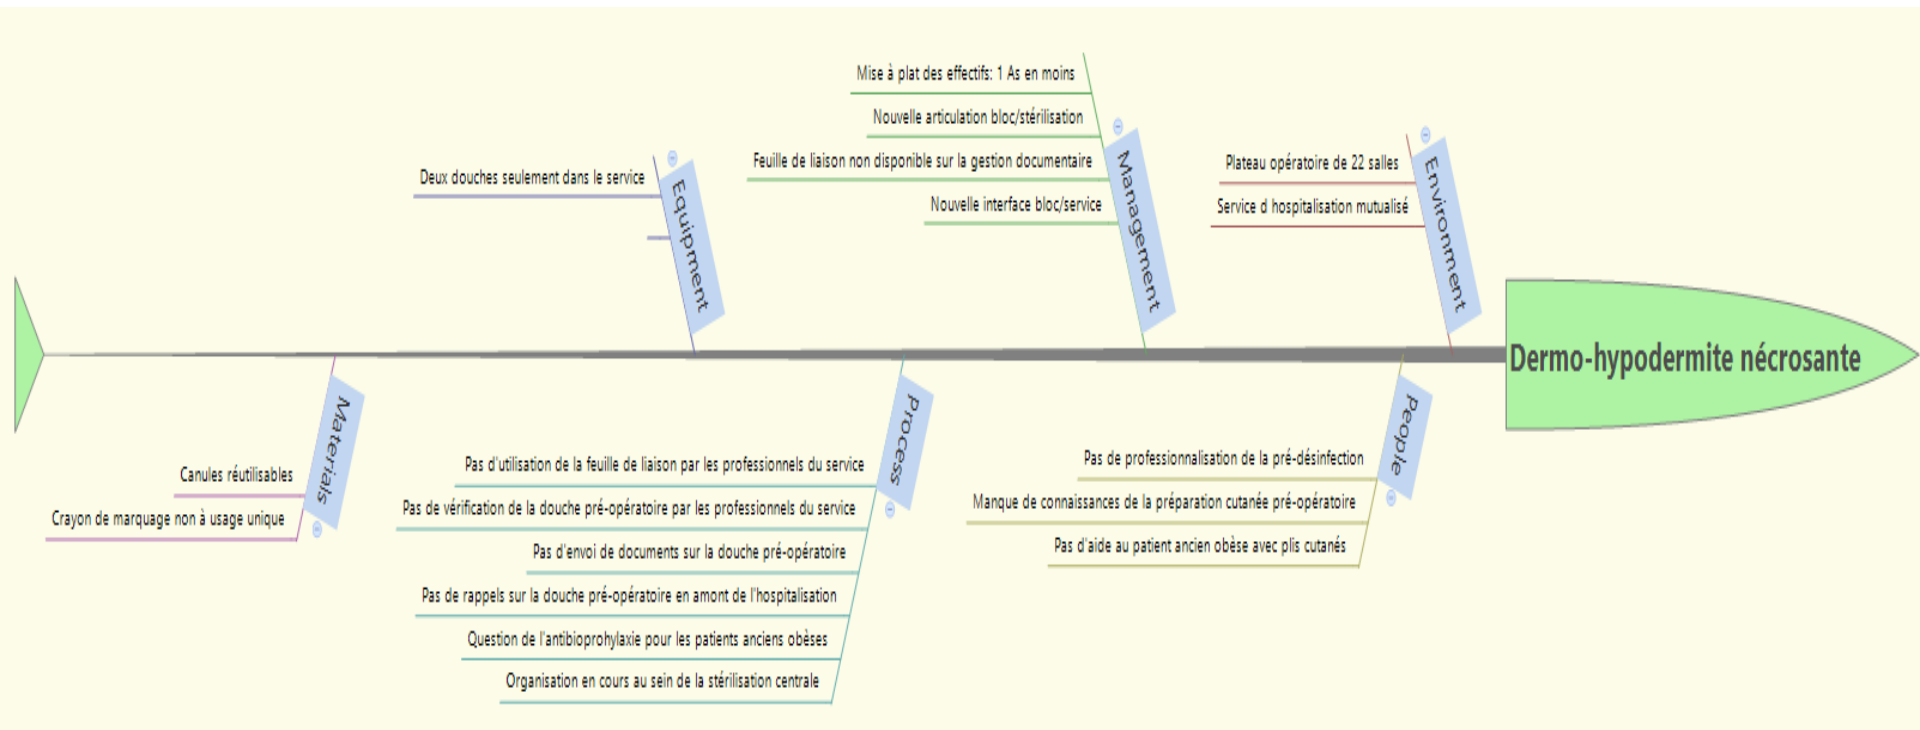 Mise à plat des effectifs: 1 As en moins
Nouvelle articulation bloc/stérilisation
Feuille de liaison non disponible sur la gestion documentaire
Nouvelle interface bloc/service
Management
Deux douches seulement dans le service
Equipment
Plateau opératoire de 22 salles
Service d hospitalisation mutualisé
Environment
Dermo-hypodermite nécrosante
Materials
Canules réutilisables
Crayon de marquage non à usage unique
Process
Pas d'utilisation de la feuille de liaison par les professionnels du service
Pas de vérification de la douche pré-opératoire par les professionnels du service
Pas d'envoi de documents sur la douche pré-opératoire
Pas de rappels sur la douche pré-opératoire en amont de l'hospitalisation
Question de l'antibioprohylaxie pour les patients anciens obèses
Organisation en cours au sein de la stérilisation centrale
People
Pas de professionnalisation de la pré-désinfection
Manque de connaissances de la préparation cutanée pré-opératoire
Pas d'aide au patient ancien obèse avec plis cutanés